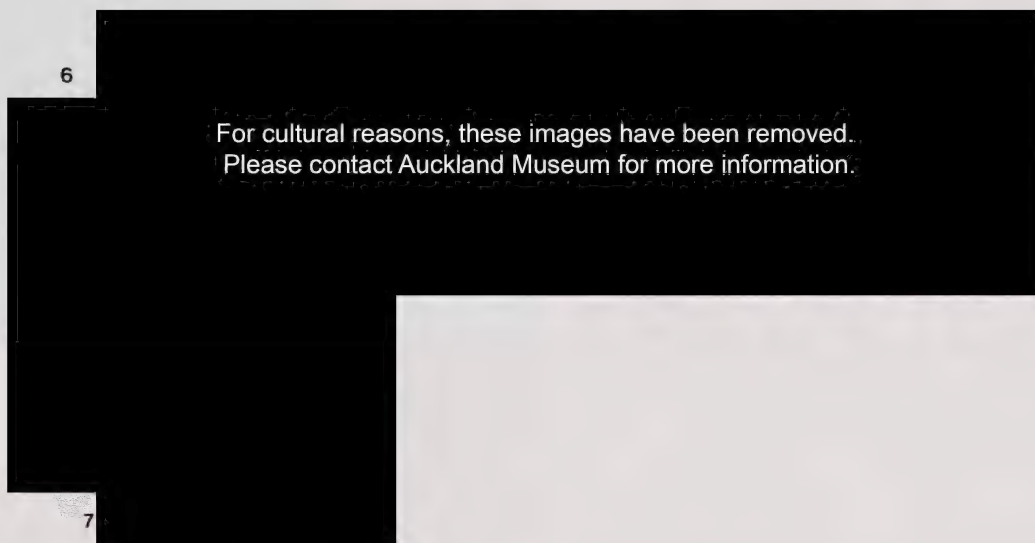 6
For cultural reasons, these images have been removed.
Please contact Auckland Museum for more information.
7